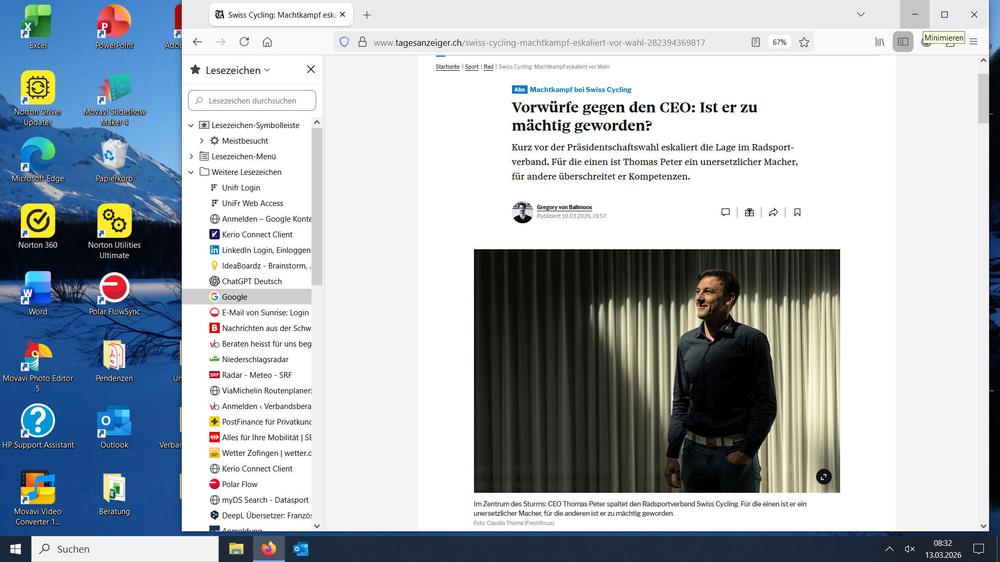 Excel
PowerPoint
Norton Driver
Updater
Movavi Slideshow
Maker 4
Microsoft Edge
Papierkorb
Norton 360
Norton Utilities
Ultimate
Word
Polar FlowSync
Movavi Photo Editor
5
Pendenzen
HP Support Assistant
Outlook
Movavi Video
Converter 1...
Beratung
Swiss Cycling: Machtkampf eska
www.tagesanzeiger.ch/swiss-cycling-machtkampf-eskaliert-vor-wahl-282394369817
67%
Minimieren
Lesezeichen
Lesezeichen durchsuchen
Lesezeichen-Symbolleiste
Meistbesucht
Lesezeichen-Menü
Weitere Lesezeichen
Unifr Login
UniFr Web Access
Anmelden – Google Konte
Kerio Connect Client
LinkedIn Login, Einloggen
IdeaBoardz - Brainstorm, .
ChatGPT Deutsch
Google
E-Mail von Sunrise: Login
Nachrichten aus der Schw
Beraten heisst für uns beg
Niederschlagsradar
Radar - Meteo - SRF
ViaMichelin Routenplaner:
Anmelden ‹ Verbandsbera
PostFinance für Privatkund
Alles für Ihre Mobilität | SB
Wetter Zofingen | wetter.c
Kerio Connect Client
Polar Flow
myDS Search - Datasport
DeepL Übersetzer: Französ
Anmeldung
Startseite | Sport | Rad | Swiss Cycling: Machtkampf eskaliert vor Wahl
Abo Machtkampf bei Swiss Cycling
Vorwürfe gegen den CEO: Ist er zu
mächtig geworden?
Kurz vor der Präsidentschaftswahl eskaliert die Lage im Radsport-
verband. Für die einen ist Thomas Peter ein unersetzlicher Macher,
für andere überschreitet er Kompetenzen.
Gregory von Ballmoos
Publiziert: 10.03.2026, 19:57
Im Zentrum des Sturms: CEO Thomas Peter spaltet den Radsportverband Swiss Cycling. Für die einen ist er ein
unersetzlicher Macher, für die anderen ist er zu mächtig geworden.
Foto: Claudio Thoma (Freshfocus)
Suchen
08:32
13.03.2026